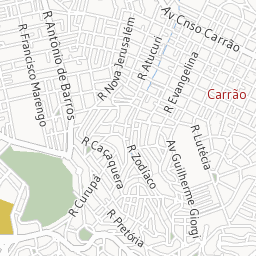 Av Cnso Carrão
R Nova Jerusalém
R Atucuri
R Antônio de Barros
R Francisco Marengo
R Evangelina
Carrão
R Lutécia
R Caçaquera
R Zodíaco
Av Guilherme Giorgi
R Curupá
R Pretória